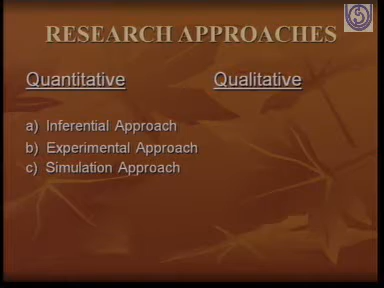 RESEARCH APPROACHES
Quantitative Qualitative
a) Inferential Approach
b) Experimental Approach
c) Simulation Approach